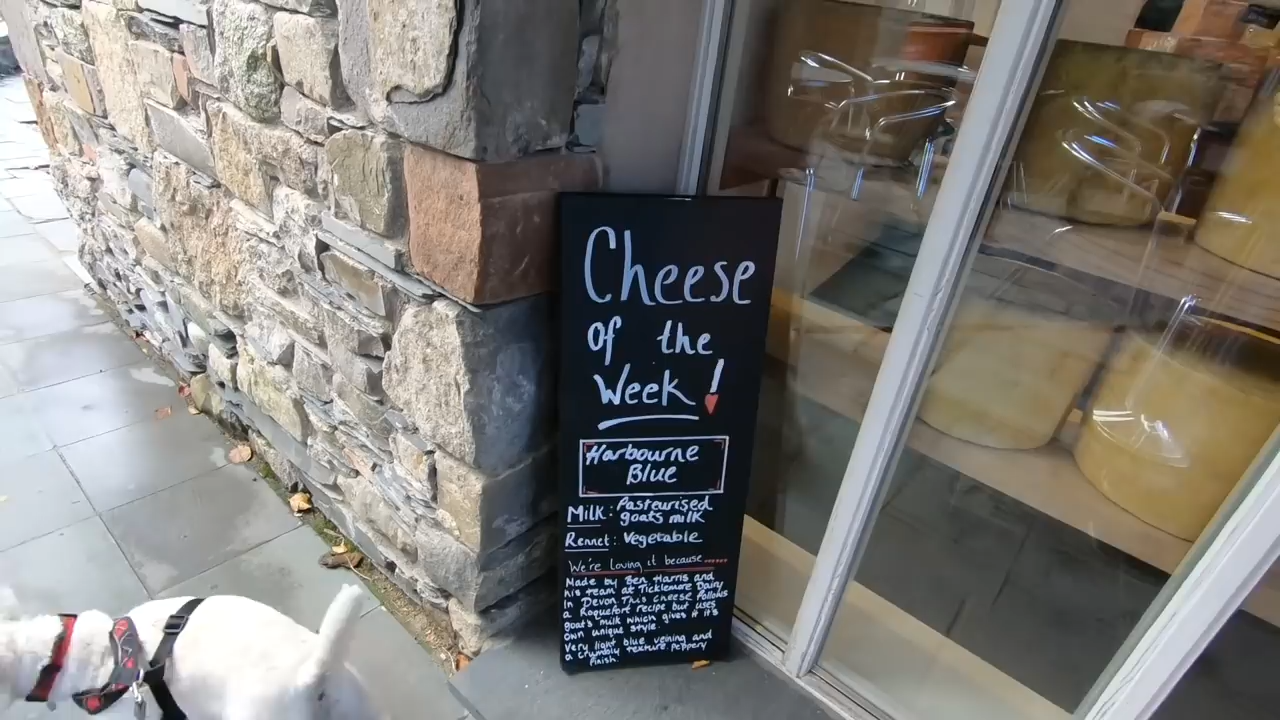 Cheese
of the
Week!
Harbourne
Blue
Milk: Pasteurised
goats milk
Rennet: Vegetable
We're loving it because......
Made by Ben Harris and
his team at Ticklemore Dairy
in Devon This cheese follows
a Roquefort recipe but uses
goat's milk which gives it it's
own unique style.
Very light blue veining and
a crumbly texture. Peppery
finish.